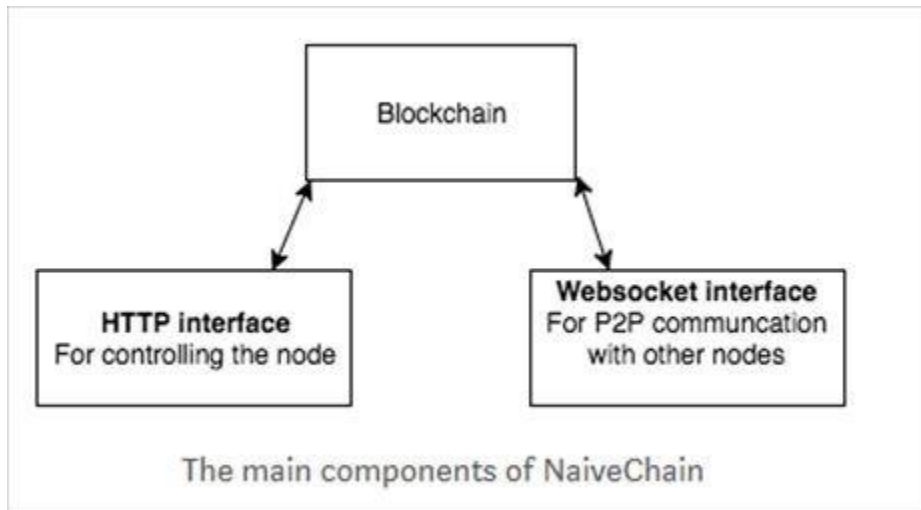 Blockchain
HTTP interface
For controlling the node
Websocket interface
For P2P communcation
with other nodes
The main components of NaiveChain